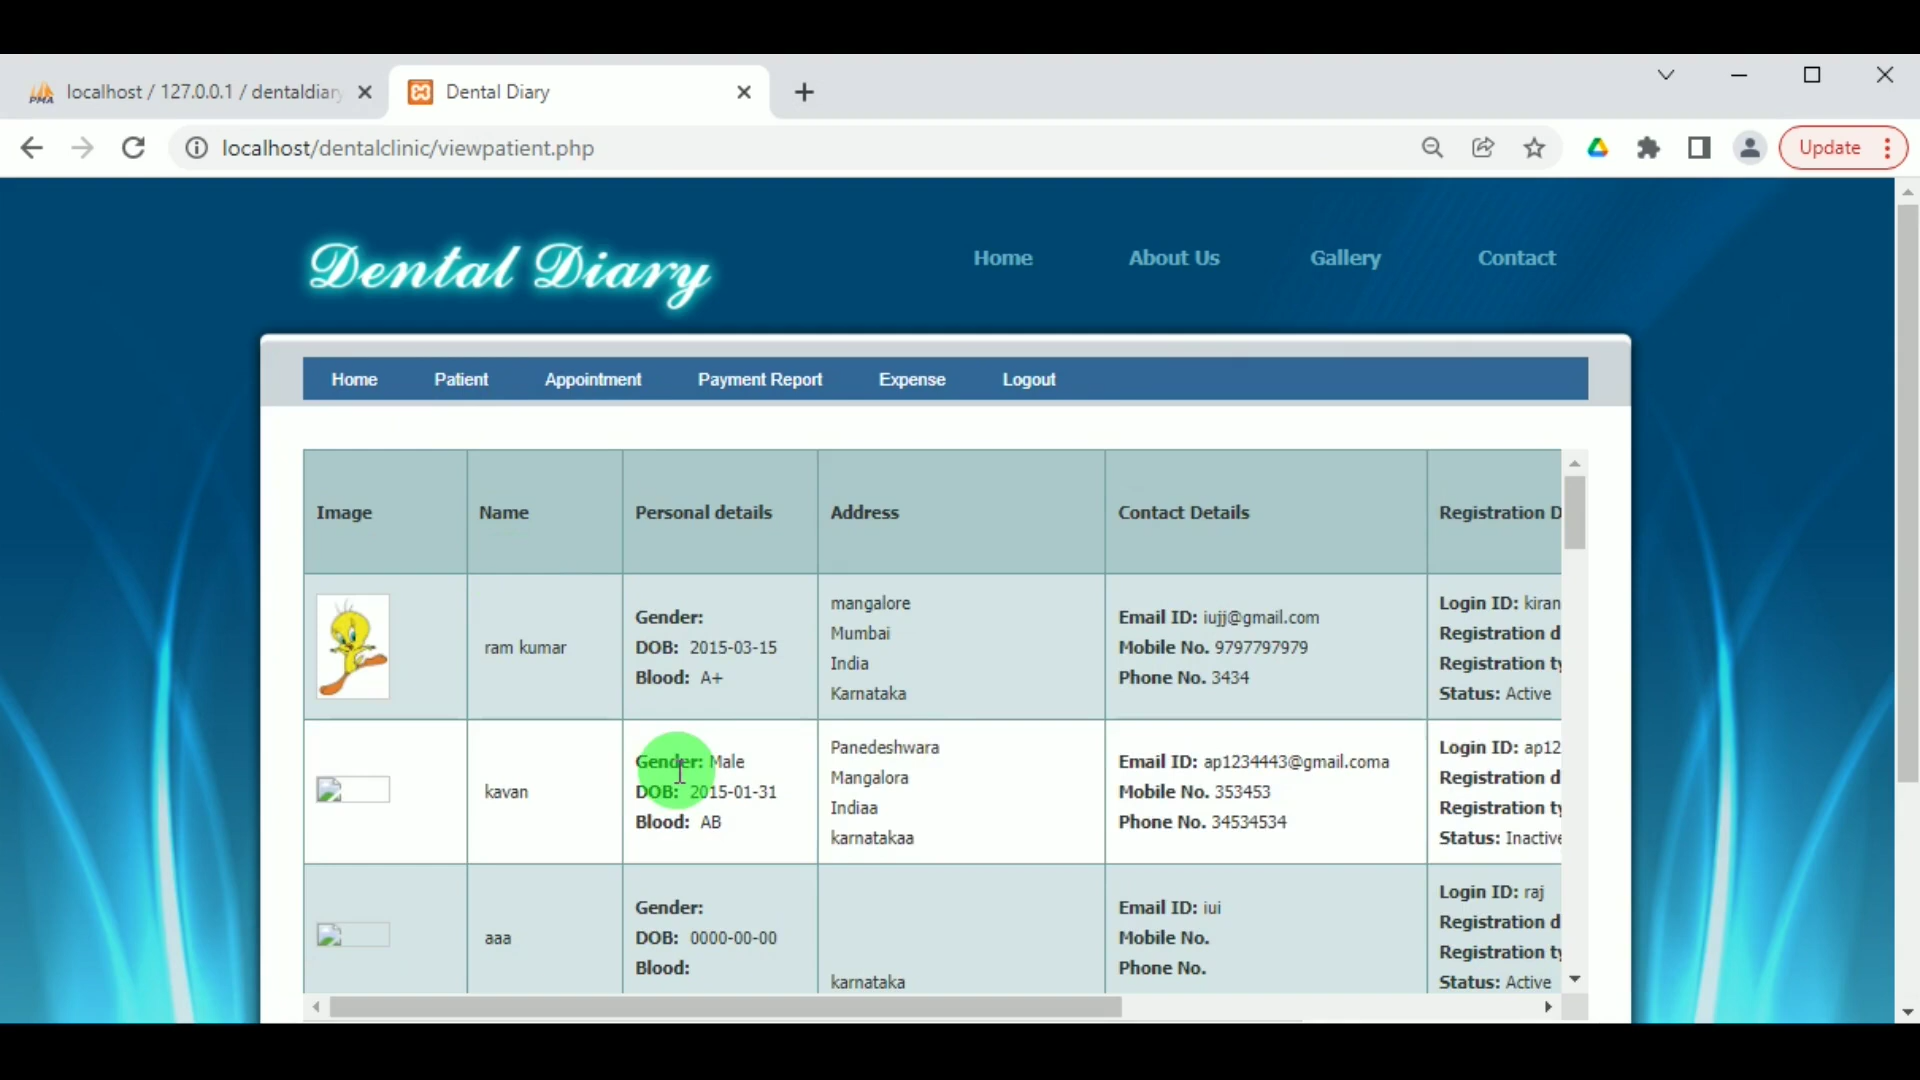 localhost / 127.0.0.1 / dentaldiary
Dental Diary
localhost/dentalclinic/viewpatient.php
Update
Dental Diary
Home About Us Gallery Contact
Home Patient Appointment Payment Report Expense Logout
Image Name Personal details Address Contact Details Registration D
ram kumar
Gender:
DOB: 2015-03-15
Blood: A+
mangalore
Mumbai
India
Karnataka
Email ID: iujj@gmail.com
Mobile No. 9797797979
Phone No. 3434
Login ID: kiran
Registration d
Registration ty
Status: Active
kavan
Gender: Male
DOB: 2015-01-31
Blood: AB
Panedeshwara
Mangalora
Indiaa
karnatakaa
Email ID: ap1234443@gmail.coma
Mobile No. 353453
Phone No. 34534534
Login ID: ap12
Registration d
Registration ty
Status: Inactive
aaa
Gender:
DOB: 0000-00-00
Blood:
karnataka
Email ID: iui
Mobile No.
Phone No.
Login ID: raj
Registration d
Registration ty
Status: Active